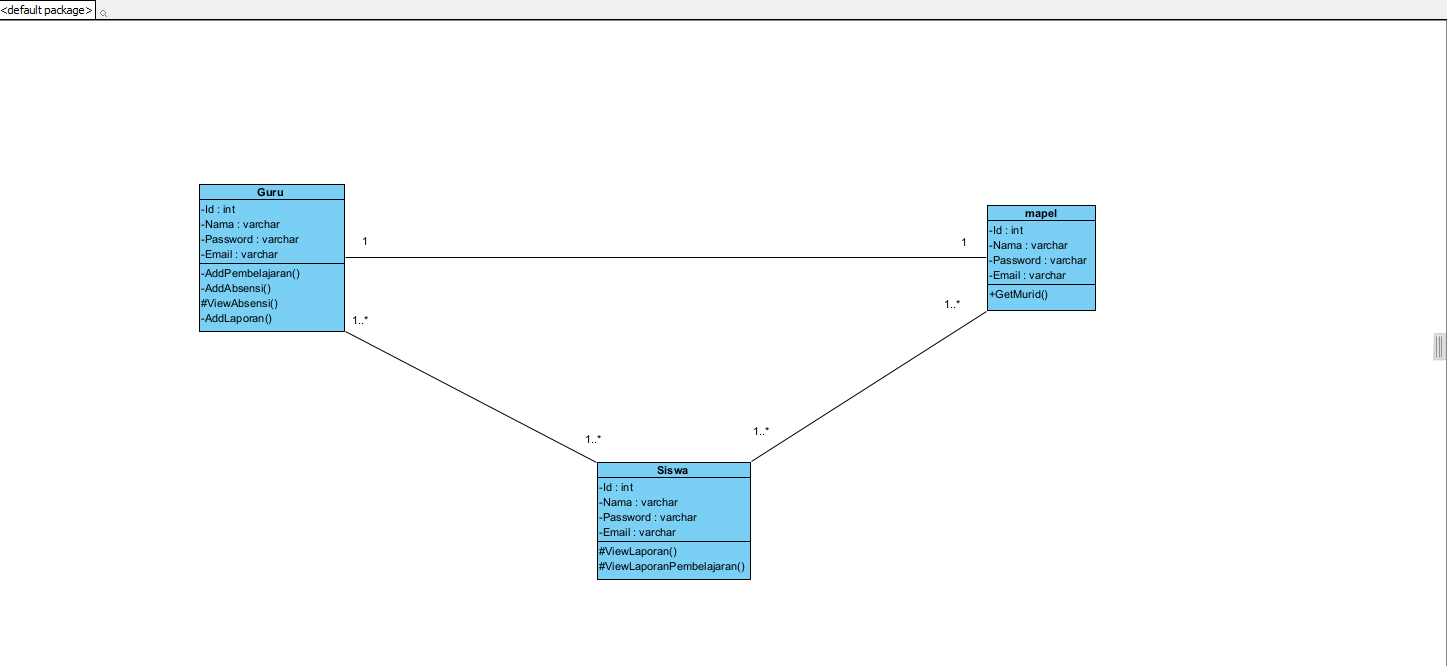 <default package>
Guru
-Id : int
-Nama : varchar
-Password : varchar
-Email : varchar
-AddPembelajaran()
-AddAbsensi()
#ViewAbsensi()
-AddLaporan()
1
1
mapel
-Id : int
-Nama : varchar
-Password : varchar
-Email : varchar
+GetMurid()
1..*
1..*
1..*
1..*
Siswa
-Id : int
-Nama : varchar
-Password : varchar
-Email : varchar
#ViewLaporan()
#ViewLaporanPembelajaran()